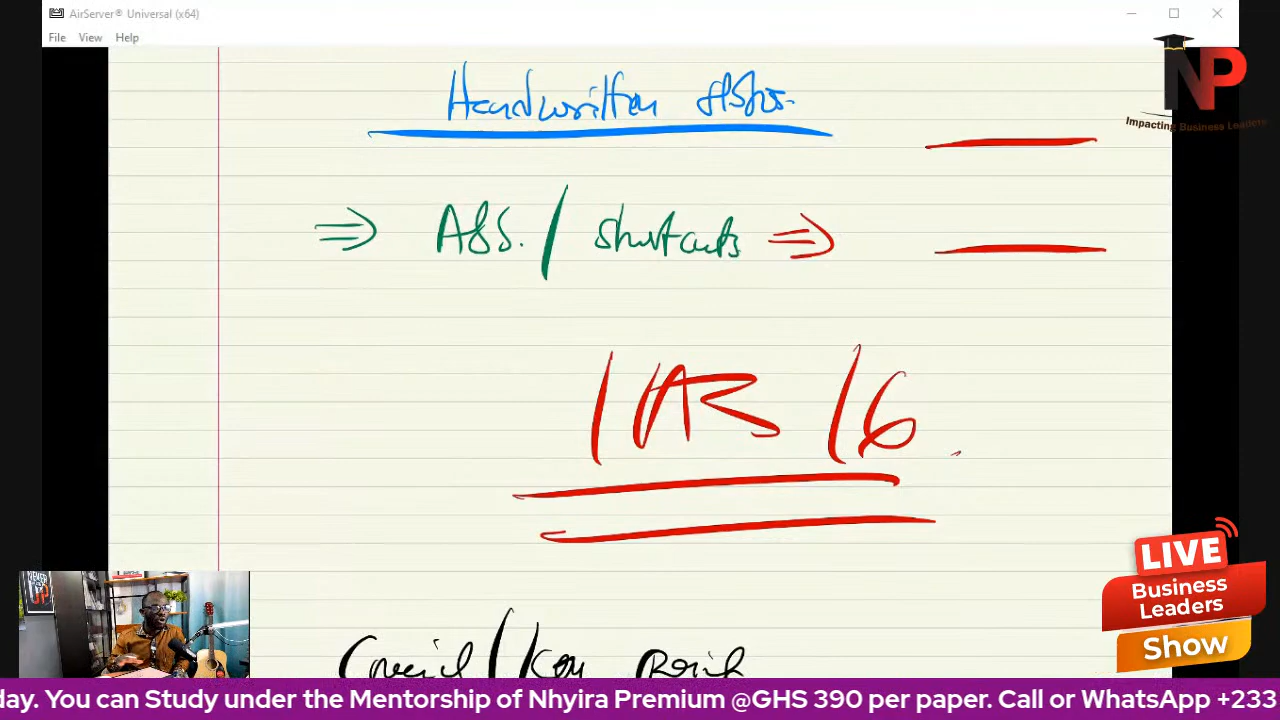 AirServer® Universal (x64)
File View Help
NP
Impacting Business Leaders
Handwritten
⇒ Abb. / Shortcuts ⇒
IAS 16
LIVE
Business
Leaders
Show
day. You can Study under the Mentorship of Nhyira Premium @GHS 390 per paper. Call or WhatsApp +233